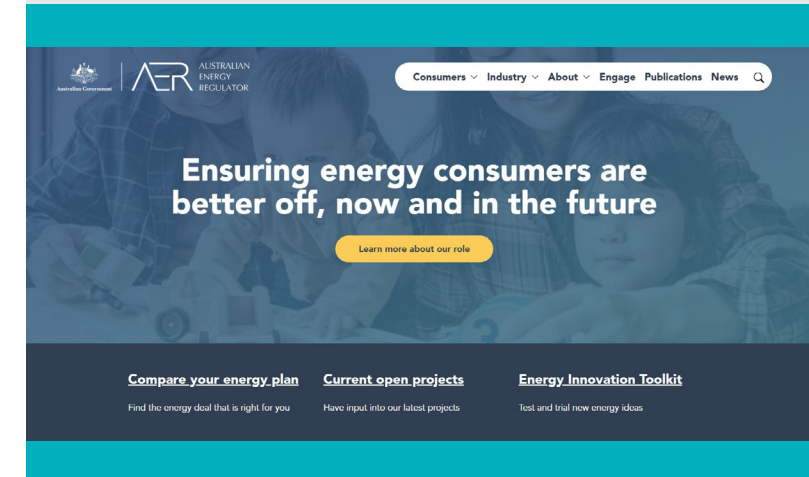 Australian Government
AER
AUSTRALIAN
ENERGY
REGULATOR
Consumers Industry About Engage Publications News
Ensuring energy consumers are
better off, now and in the future
Learn more about our role
Compare your energy plan Current open projects Energy Innovation Toolkit
Find the energy deal that is right for you Have input into our latest projects Test and trial new energy ideas
3